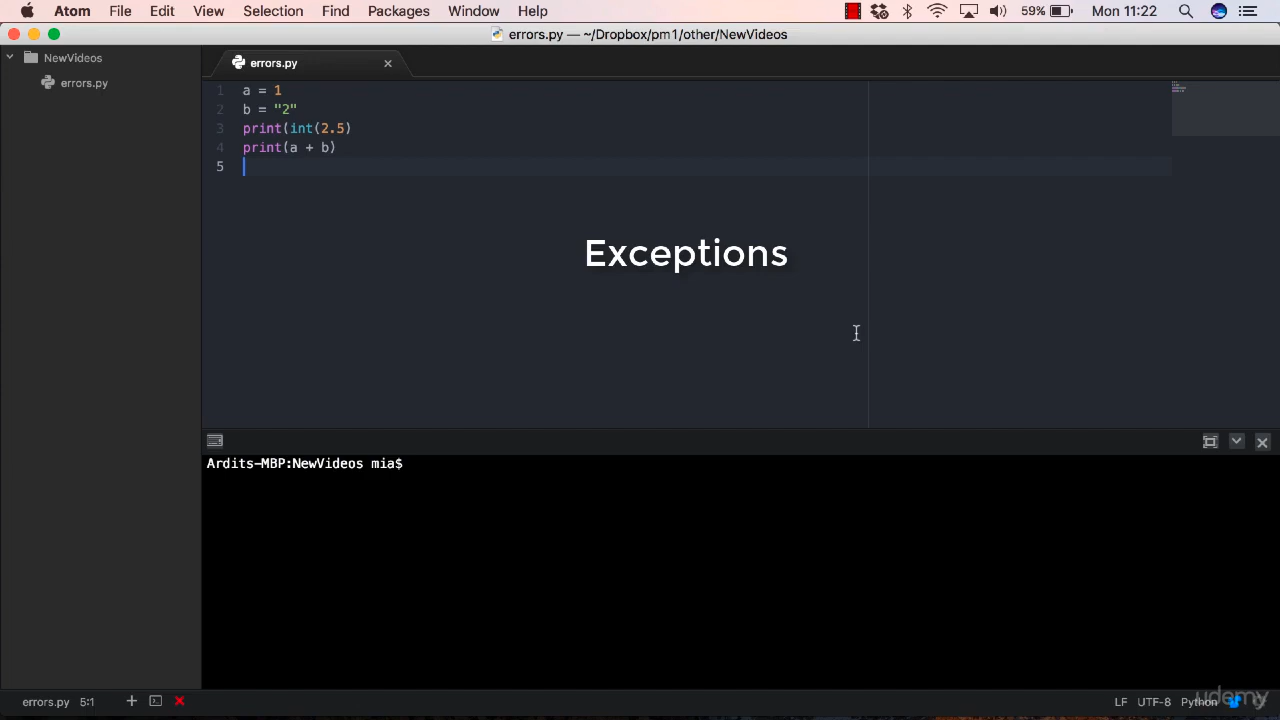 Atom File Edit View Selection Find Packages Window Help 59% Mon 11:22
errors.py — ~/Dropbox/pm1/other/NewVideos
NewVideos
errors.py
errors.py
1 a = 1
2 b = "2"
3 print(int(2.5)
4 print(a + b)
5
Exceptions
Ardits-MBP:NewVideos mia$
errors.py 5:1 LF UTF-8 Python
udemy